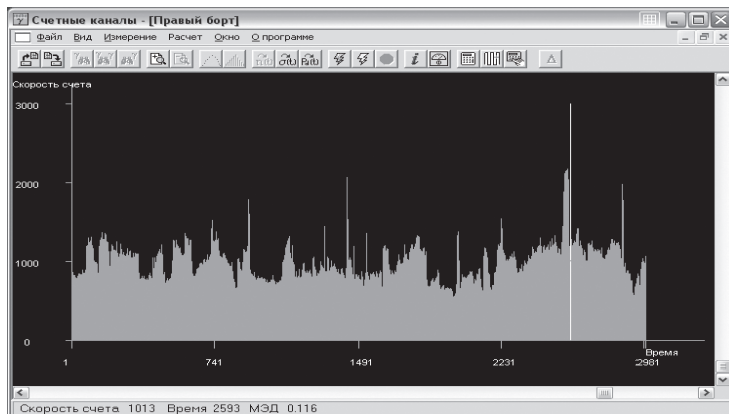 Счетные каналы - [Правый борт]
Файл Вид Измерение Расчет Окно О программе
Скорость счета
3000
2000
1000
0
Время
1 741 1491 2231 2981
Скорость счета 1013 Время 2593 МЭД 0.116